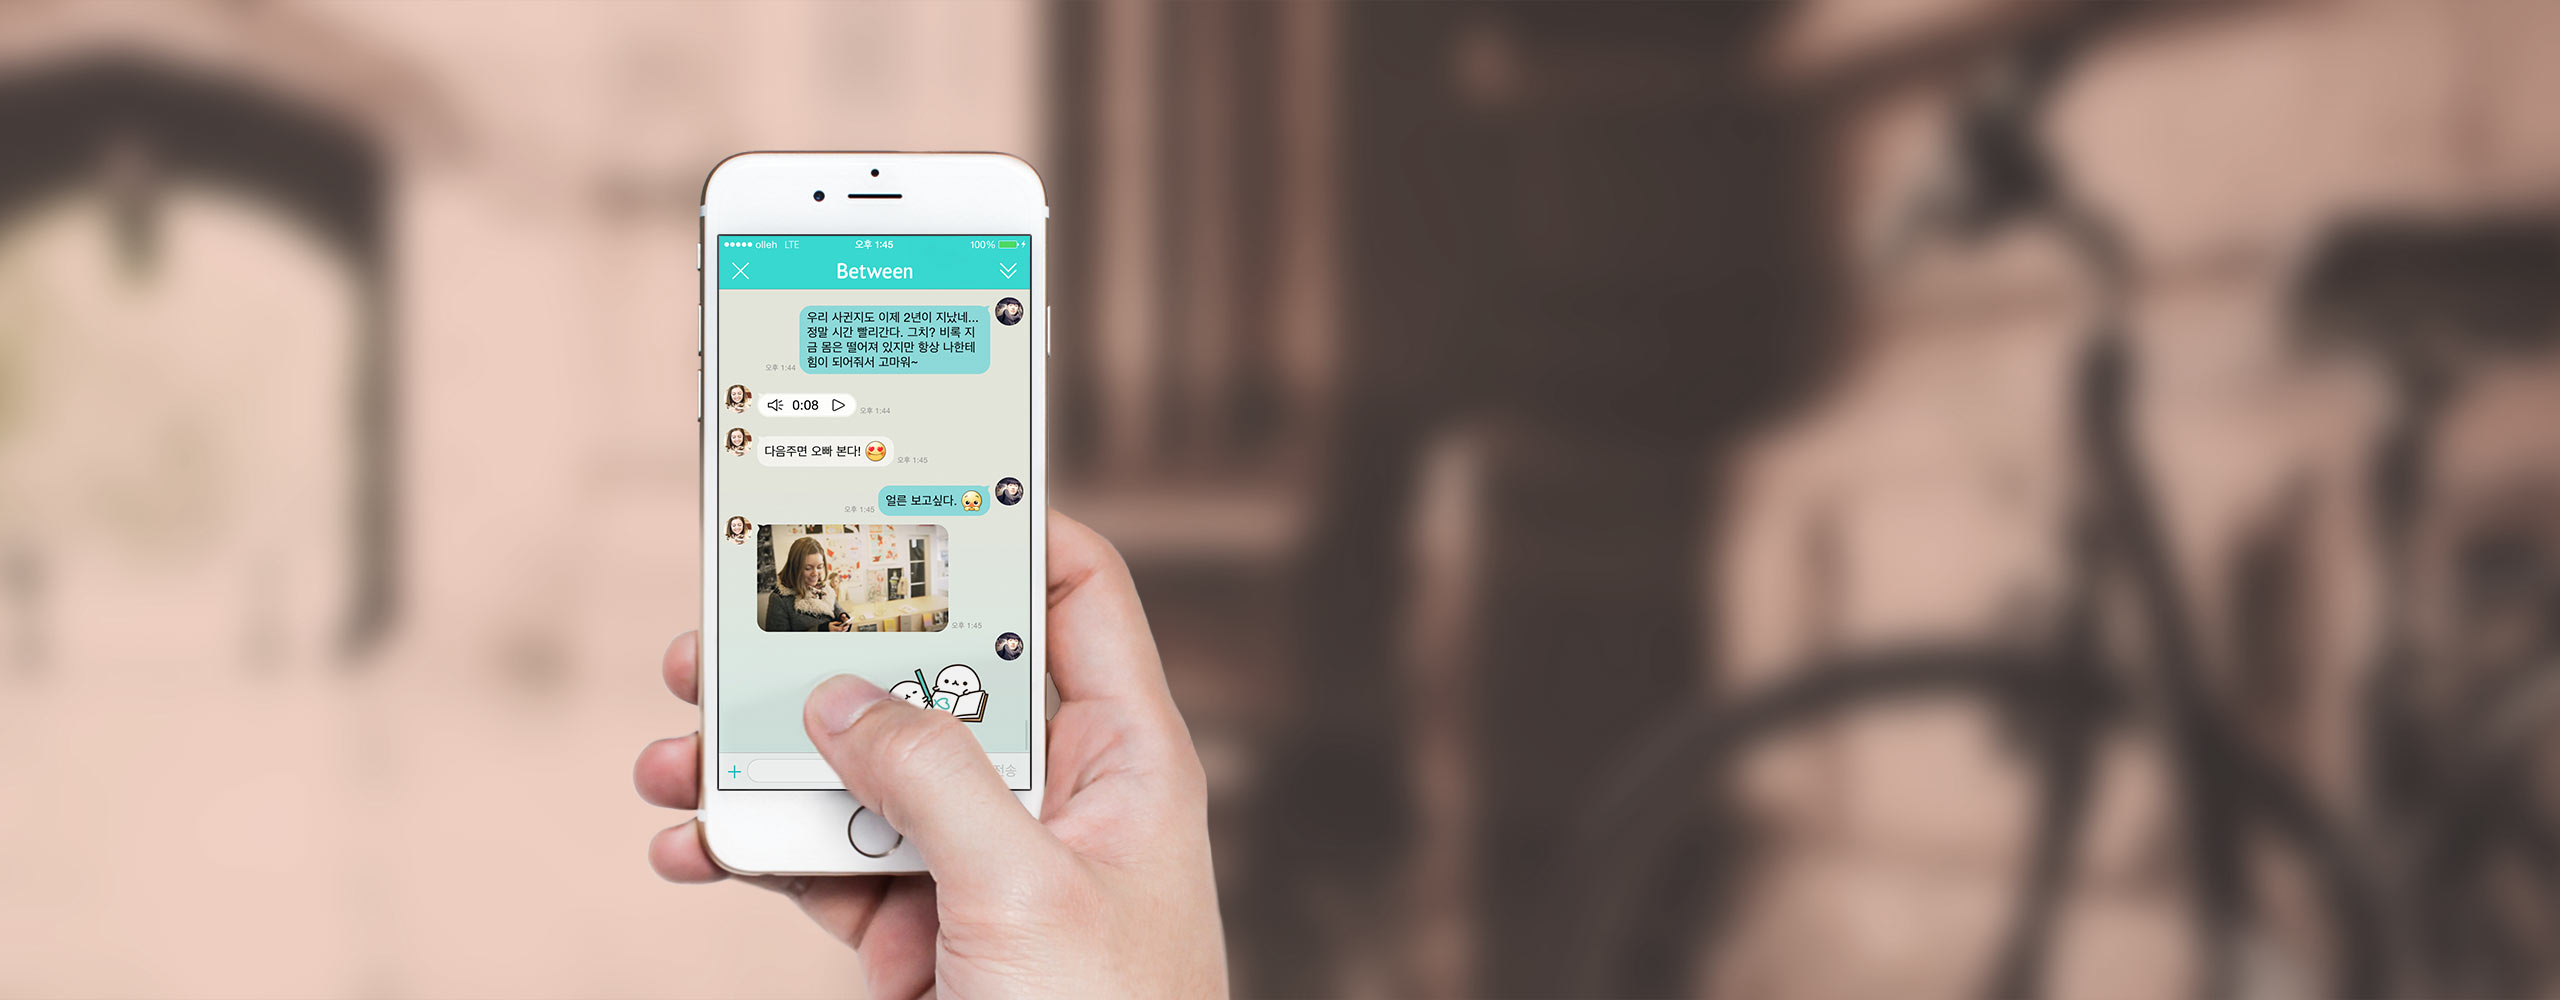 olleh LTE 오후 1:45 100%
Between
우리 사귄지도 이제 2년이 지났네...
정말 시간 빨리간다. 그치? 비록 지
금 몸은 떨어져 있지만 항상 나한테
힘이 되어줘서 고마워~
오후 1:44
0:08
오후 1:44
다음주면 오빠 본다!
오후 1:45
얼른 보고싶다.
오후 1:45
오후 1:45
전송